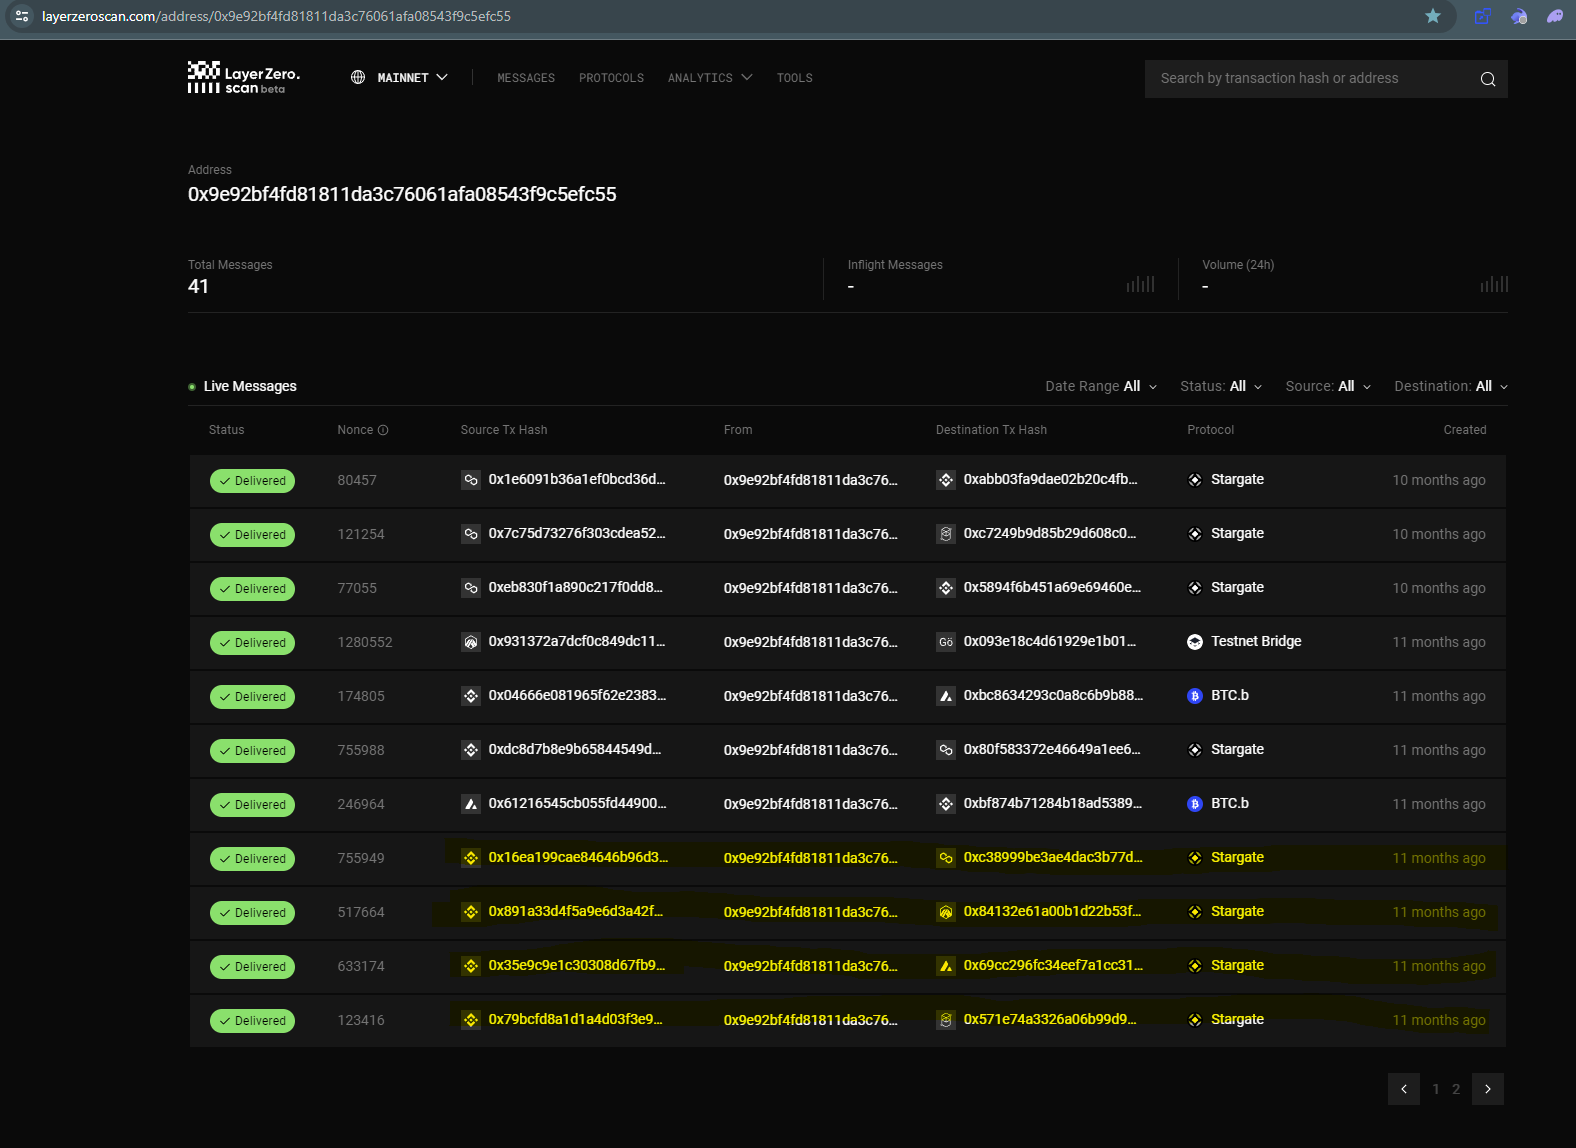 layerzeroscan.com/address/0x9e92bf4fd81811da3c76061afa08543f9c5efc55
LayerZero.
scan beta
MAINNET
MESSAGES
PROTOCOLS
ANALYTICS
TOOLS
Search by transaction hash or address
Address
0x9e92bf4fd81811da3c76061afa08543f9c5efc55
Total Messages
41
Inflight Messages
-
Volume (24h)
-
Live Messages
Date Range All
Status: All
Source: All
Destination: All
Status Nonce Source Tx Hash From Destination Tx Hash Protocol Created
Delivered 80457 0x1e6091b36a1ef0bcd36d... 0x9e92bf4fd81811da3c76... 0xabb03fa9dae02b20c4fb... Stargate 10 months ago
Delivered 121254 0x7c75d73276f303cdea52... 0x9e92bf4fd81811da3c76... 0xc7249b9d85b29d608c0... Stargate 10 months ago
Delivered 77055 0xeb830f1a890c217f0dd8... 0x9e92bf4fd81811da3c76... 0x5894f6b451a69e69460e... Stargate 10 months ago
Delivered 1280552 0x931372a7dcf0c849dc11... 0x9e92bf4fd81811da3c76... Gö 0x093e18c4d61929e1b01... Testnet Bridge 11 months ago
Delivered 174805 0x04666e081965f62e2383... 0x9e92bf4fd81811da3c76... 0xbc8634293c0a8c6b9b88... BTC.b 11 months ago
Delivered 755988 0xdc8d7b8e9b65844549d... 0x9e92bf4fd81811da3c76... 0x80f583372e46649a1ee6... Stargate 11 months ago
Delivered 246964 0x61216545cb055fd44900... 0x9e92bf4fd81811da3c76... 0xbf874b71284b18ad5389... BTC.b 11 months ago
Delivered 755949 0x16ea199cae84646b96d3... 0x9e92bf4fd81811da3c76... 0xc38999be3ae4dac3b77d... Stargate 11 months ago
Delivered 517664 0x891a33d4f5a9e6d3a42f... 0x9e92bf4fd81811da3c76... 0x84132e61a00b1d22b53f... Stargate 11 months ago
Delivered 633174 0x35e9c9e1c30308d67fb9... 0x9e92bf4fd81811da3c76... 0x69cc296fc34eef7a1cc31... Stargate 11 months ago
Delivered 123416 0x79bcfd8a1d1a4d03f3e9... 0x9e92bf4fd81811da3c76... 0x571e74a3326a06b99d9... Stargate 11 months ago
1 2